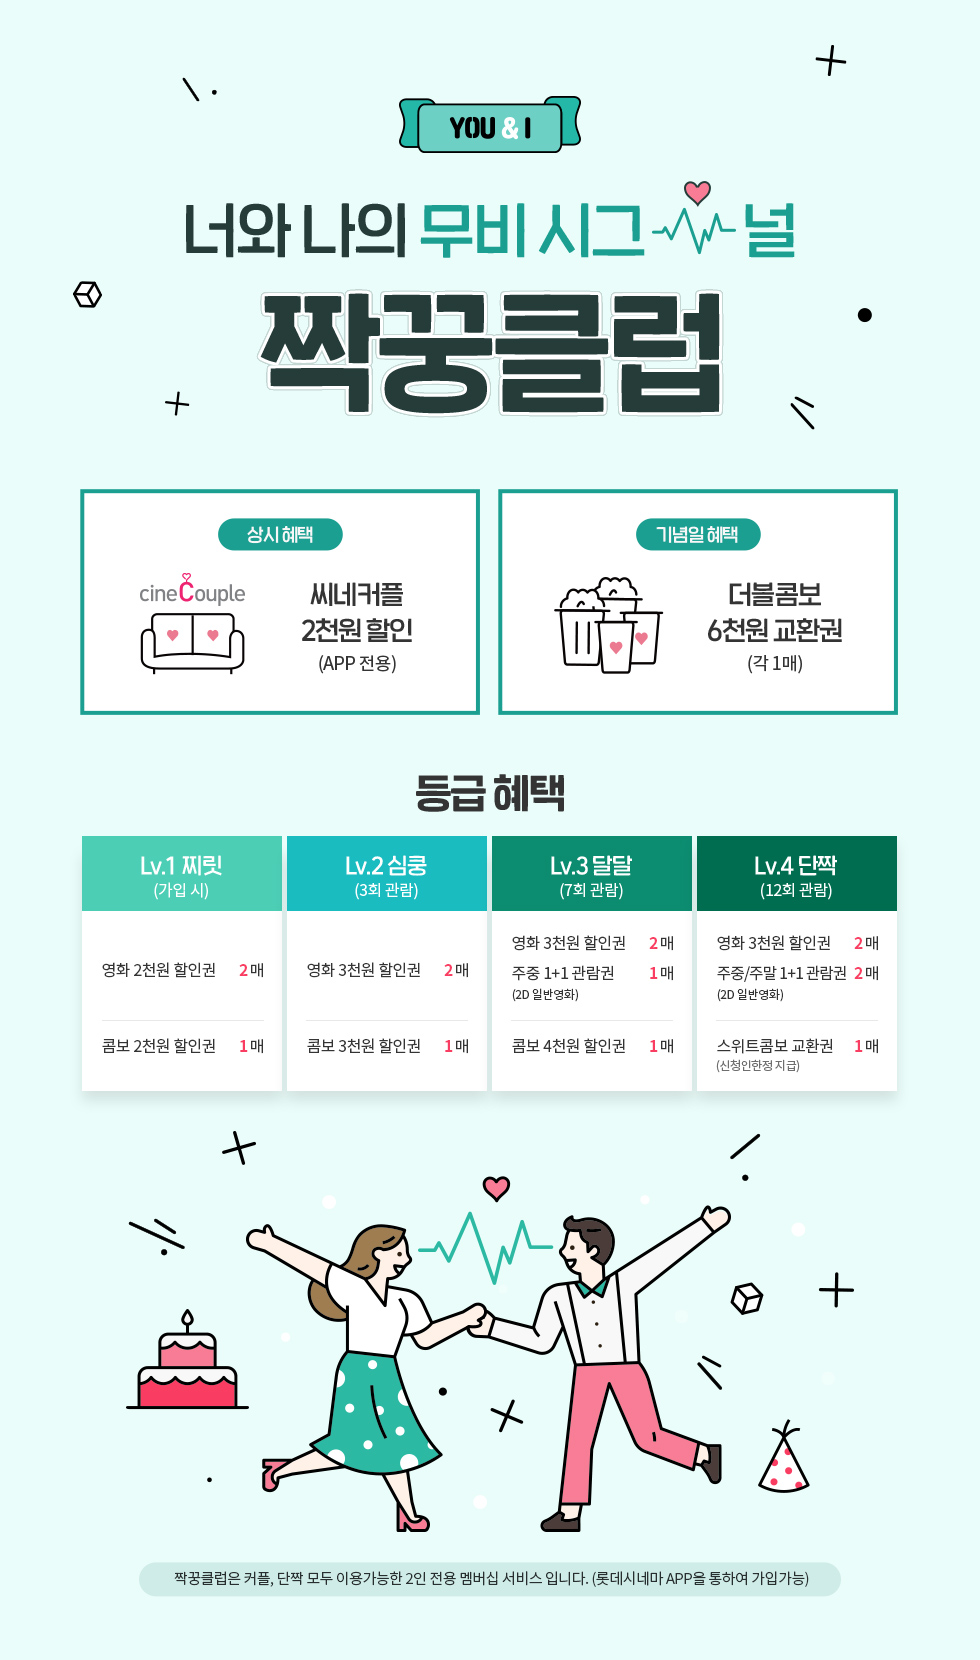 YOU & I
너와 나의 무비 시그널
짝꿍클럽
상시 혜택
cineCouple
씨네커플
2천원 할인
(APP 전용)
기념일 혜택
더블콤보
6천원 교환권
(각 1매)
등급 혜택
Lv.1 찌릿
(가입 시)
영화 2천원 할인권 2매
콤보 2천원 할인권 1매
Lv.2 심쿵
(3회 관람)
영화 3천원 할인권 2매
콤보 3천원 할인권 1매
Lv.3 달달
(7회 관람)
영화 3천원 할인권 2매
주중 1+1 관람권 1매
(2D 일반영화)
콤보 4천원 할인권 1매
Lv.4 단짝
(12회 관람)
영화 3천원 할인권 2매
주중/주말 1+1 관람권 2매
(2D 일반영화)
스위트콤보 교환권 1매
(신청인한정 지급)
짝꿍클럽은 커플, 단짝 모두 이용가능한 2인 전용 멤버십 서비스 입니다. (롯데시네마 APP을 통하여 가입가능)